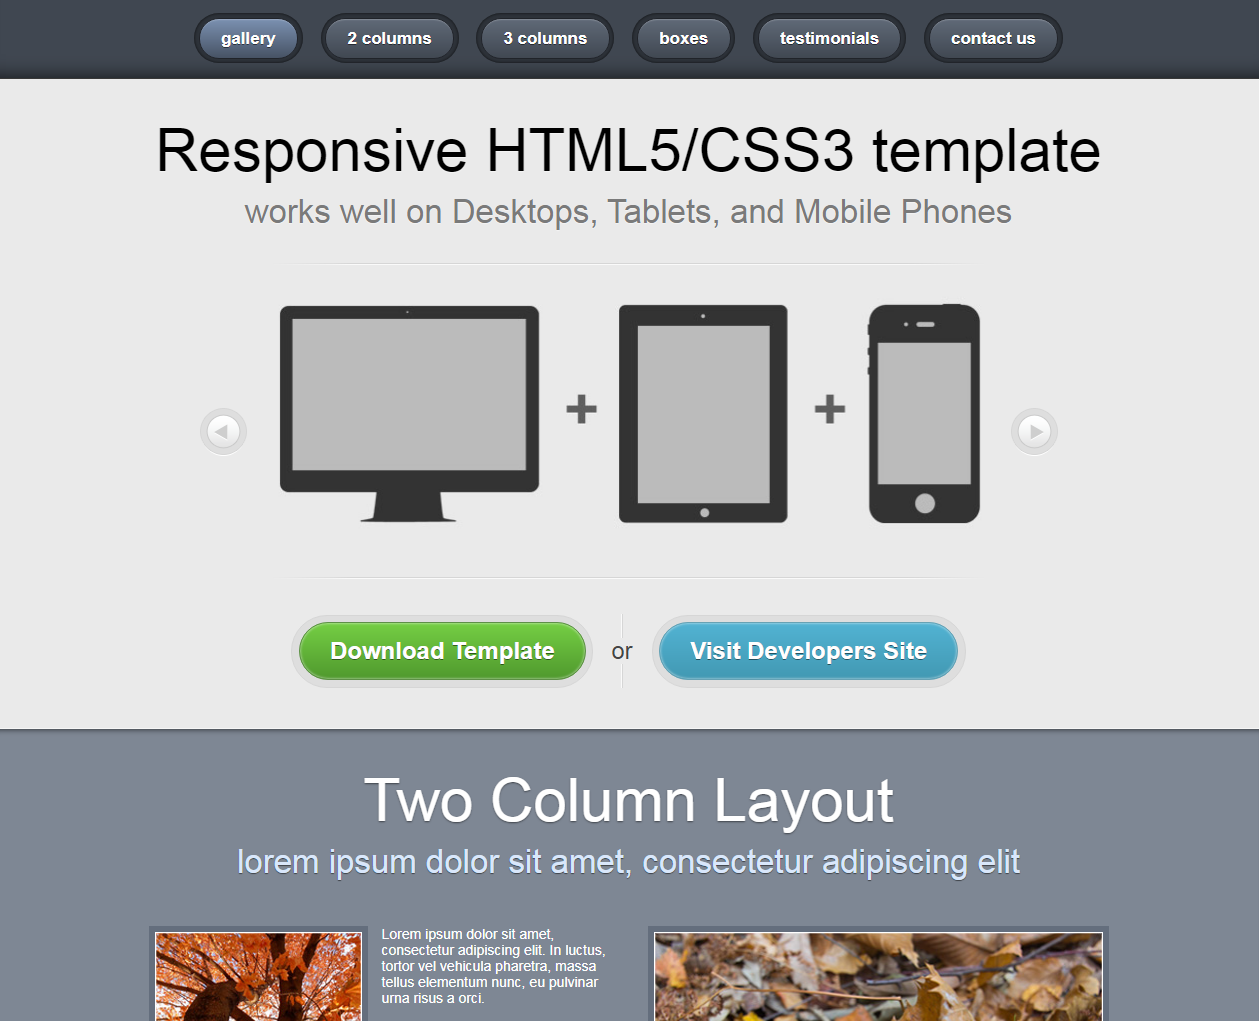 gallery 2 columns 3 columns boxes testimonials contact us
Responsive HTML5/CSS3 template
works well on Desktops, Tablets, and Mobile Phones
Download Template or Visit Developers Site
Two Column Layout
lorem ipsum dolor sit amet, consectetur adipiscing elit
Lorem ipsum dolor sit amet,
consectetur adipiscing elit. In luctus,
tortor vel vehicula pharetra, massa
tellus elementum nunc, eu pulvinar
urna risus a orci.